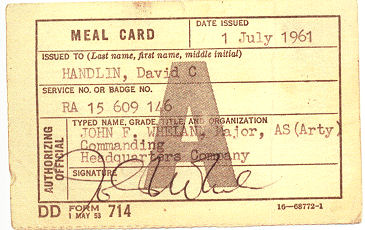 MEAL CARD
DATE ISSUED
1 July 1961
ISSUED TO (Last name, first name, middle initial)
HANDLIN, David C
SERVICE NO. OR BADGE NO.
RA 15 609 146
A
AUTHORIZING OFFICIAL
TYPED NAME, GRADE, TITLE, AND ORGANIZATION
JOHN F. WHELAN, Major, AS(Arty)
Commanding
Headquarters Company
SIGNATURE
DD FORM 714
1 MAY 53
16—68772-1